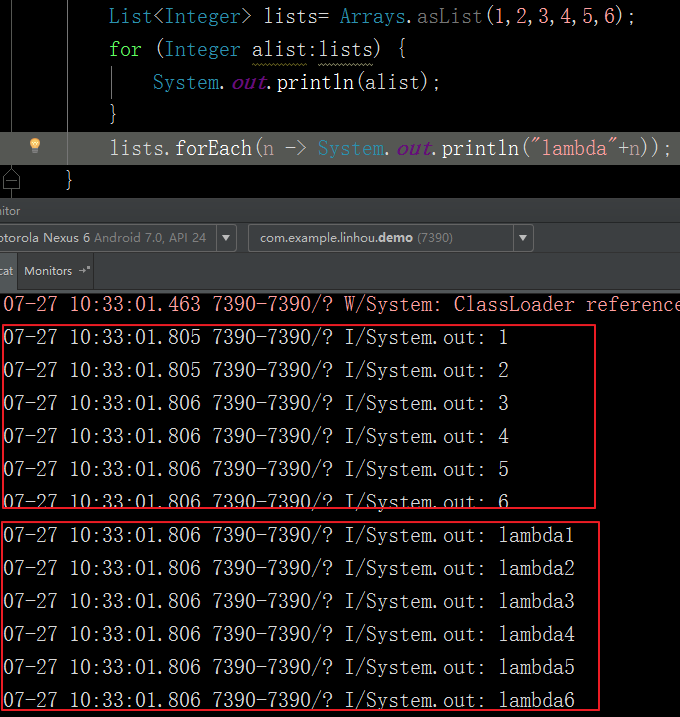 List<Integer> lists= Arrays.asList(1,2,3,4,5,6);
for (Integer alist:lists) {
System.out.println(alist);
}
lists.forEach(n -> System.out.println("lambda"+n));
}
nitor
otorola Nexus 6 Android 7.0, API 24 com.example.linhou.demo (7390)
cat Monitors
07-27 10:33:01.463 7390-7390/? W/System: ClassLoader reference
07-27 10:33:01.805 7390-7390/? I/System.out: 1
07-27 10:33:01.805 7390-7390/? I/System.out: 2
07-27 10:33:01.806 7390-7390/? I/System.out: 3
07-27 10:33:01.806 7390-7390/? I/System.out: 4
07-27 10:33:01.806 7390-7390/? I/System.out: 5
07-27 10:33:01.806 7390-7390/? I/System.out: 6
07-27 10:33:01.806 7390-7390/? I/System.out: lambda1
07-27 10:33:01.806 7390-7390/? I/System.out: lambda2
07-27 10:33:01.806 7390-7390/? I/System.out: lambda3
07-27 10:33:01.806 7390-7390/? I/System.out: lambda4
07-27 10:33:01.806 7390-7390/? I/System.out: lambda5
07-27 10:33:01.806 7390-7390/? I/System.out: lambda6